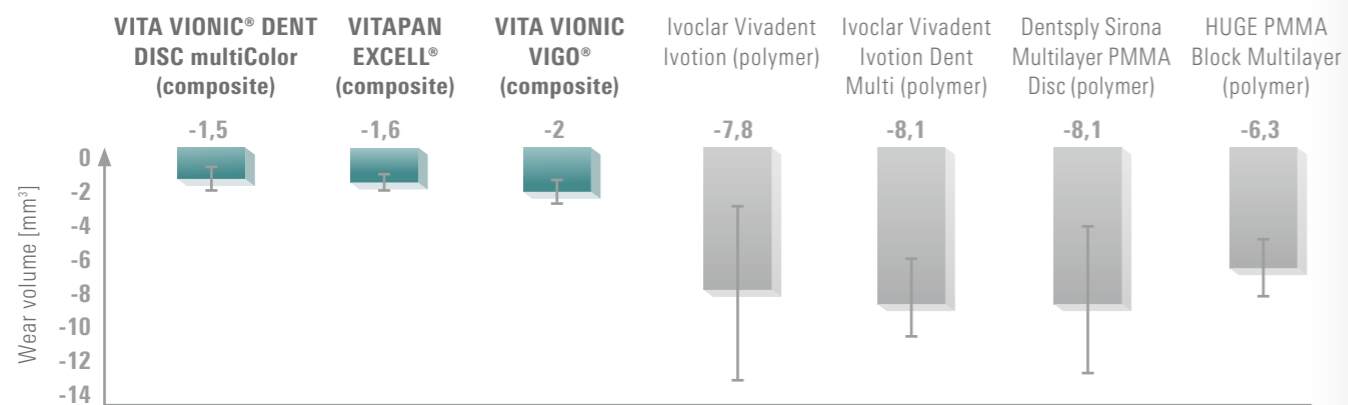 VITA VIONIC® DENT
DISC multiColor
(composite)
VITAPAN
EXCELL®
(composite)
VITA VIONIC
VIGO®
(composite)
Ivoclar Vivadent
Ivotion (polymer)
Ivoclar Vivadent
Ivotion Dent
Multi (polymer)
Dentsply Sirona
Multilayer PMMA
Disc (polymer)
HUGE PMMA
Block Multilayer
(polymer)
-1,5
-1,6
-2
-7,8
-8,1
-8,1
-6,3
Wear volume [mm³]
0
-2
-4
-6
-8
-10
-12
-14